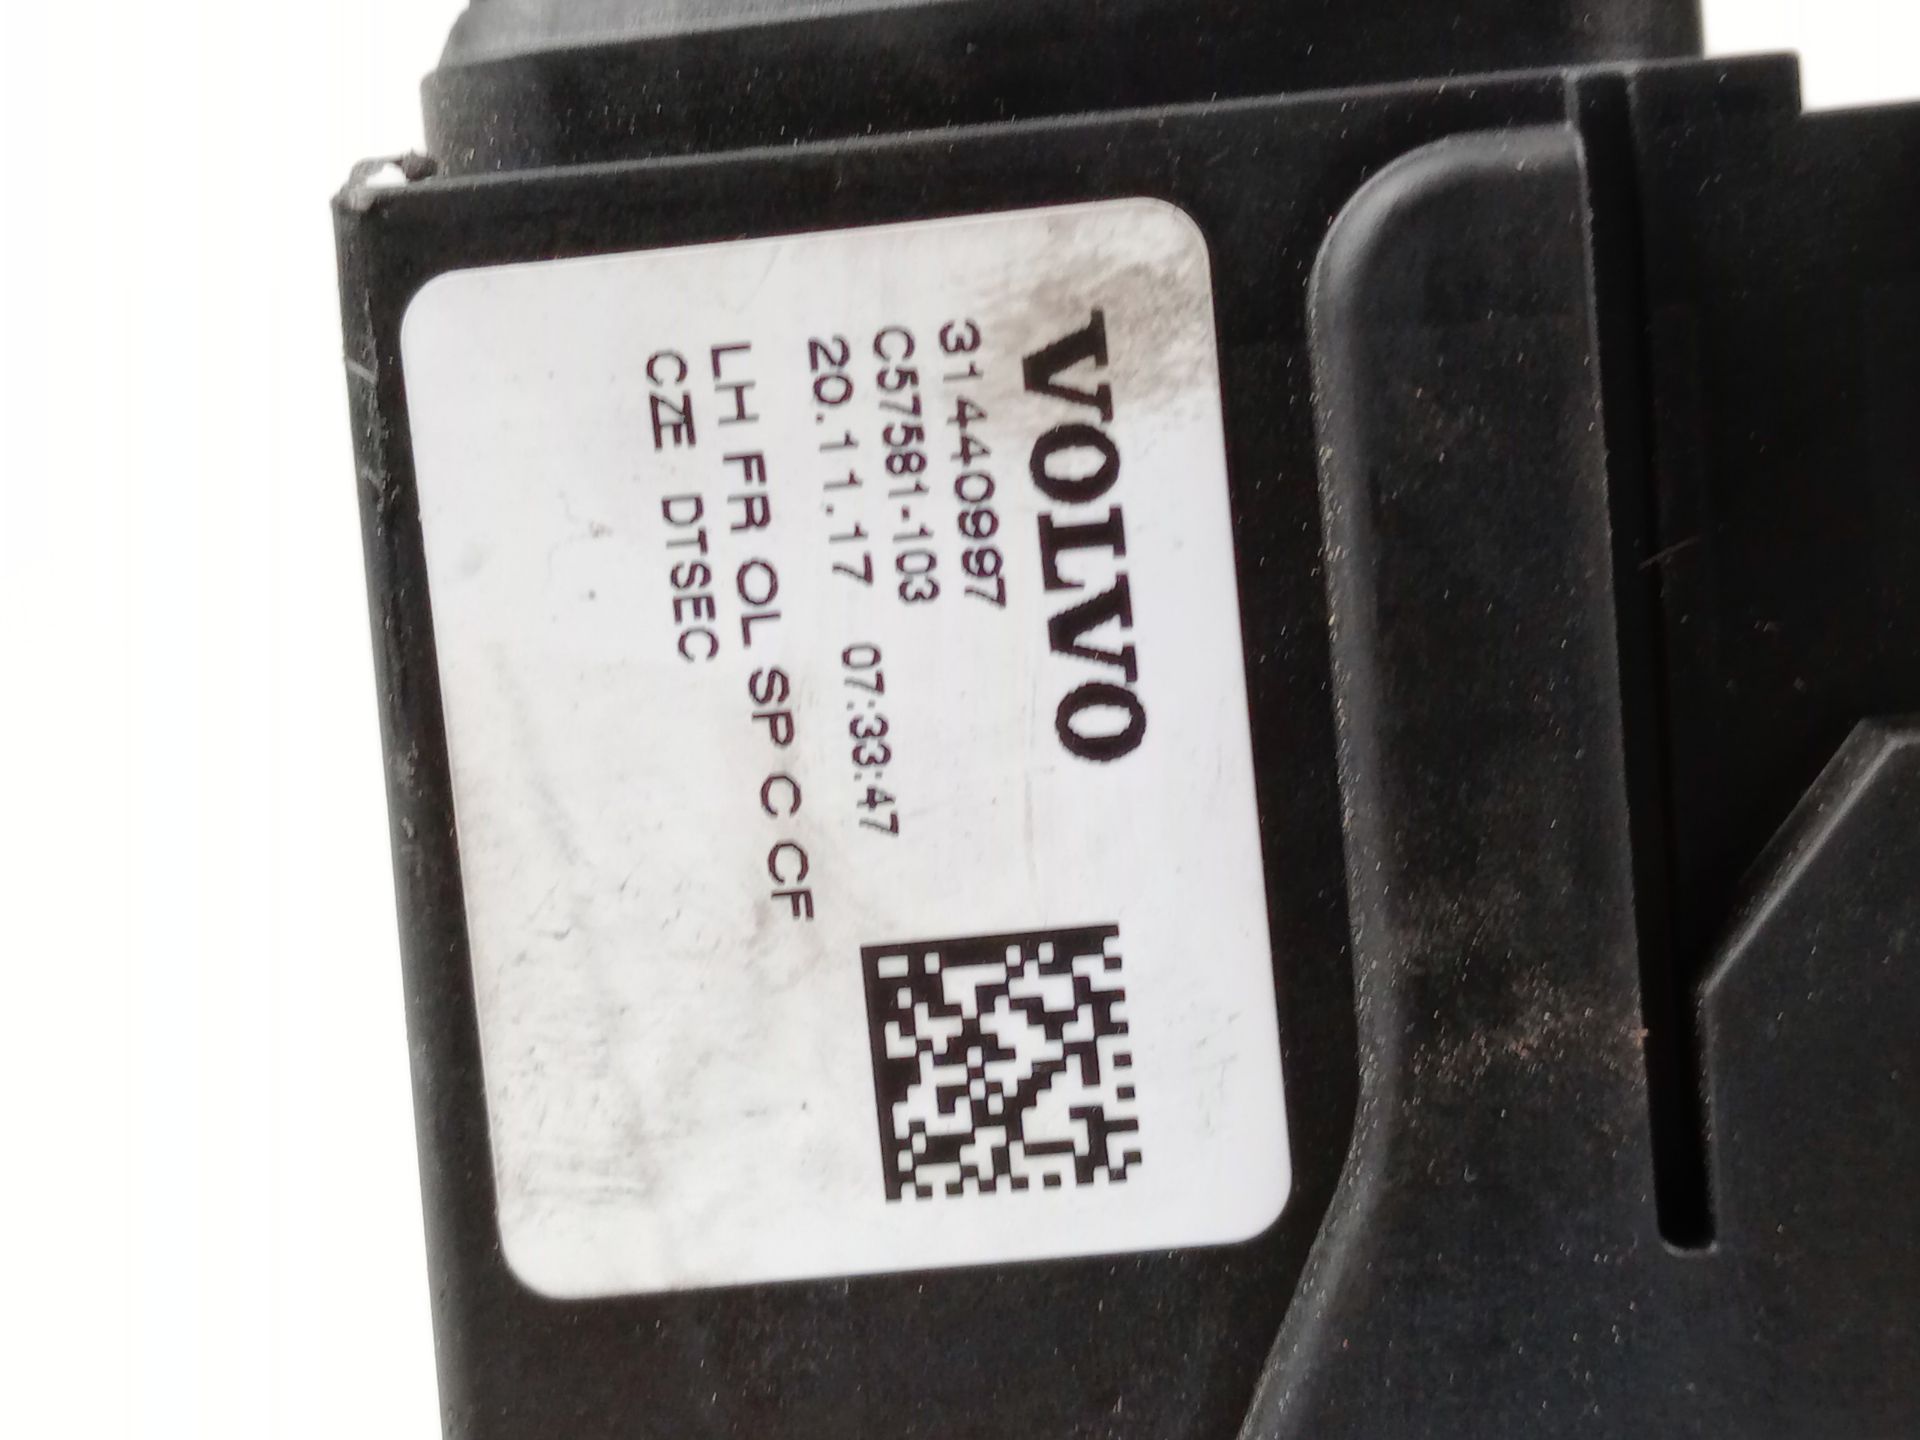 VOLVO
31440997
C57581-103
20.11.17 07:33:47
LH FR OL SP C CF
CZE DTSEC